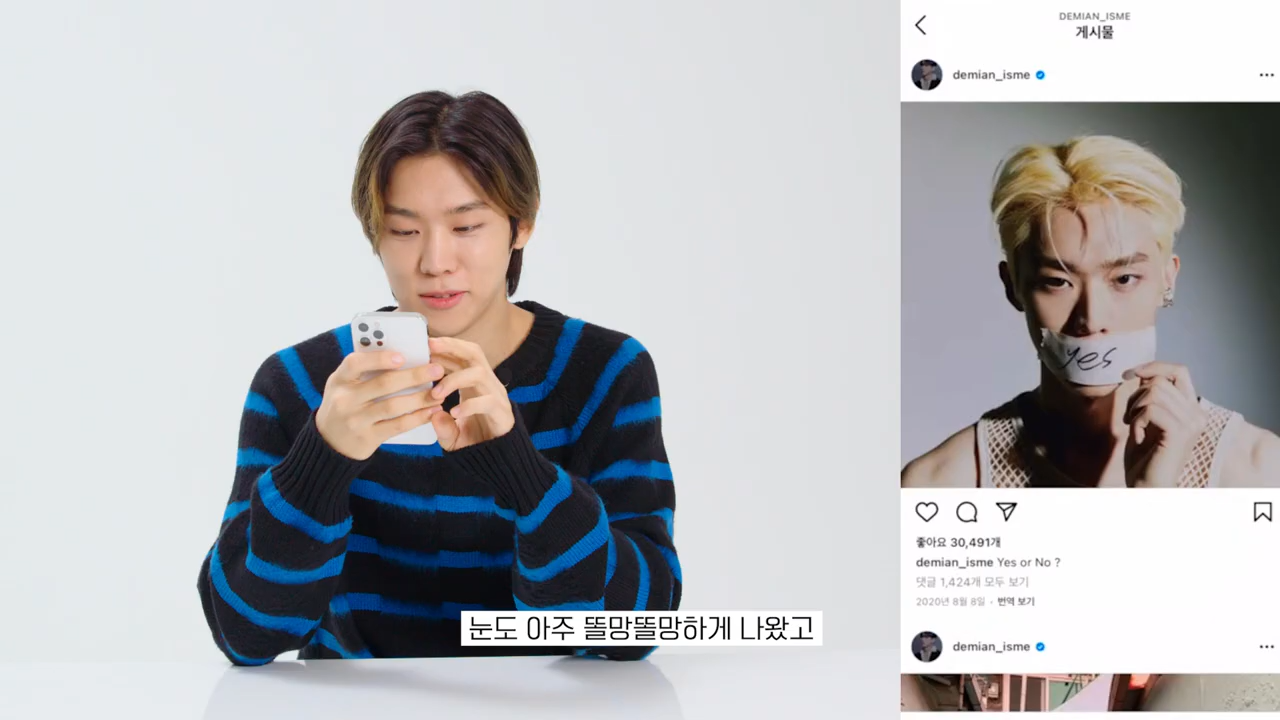 DEMIAN_ISME
게시물
demian_isme
yes
좋아요 30,491개
demian_isme Yes or No ?
댓글 1,424개 모두 보기
2020년 8월 8일 · 번역 보기
눈도 아주 똘망똘망하게 나왔고
demian_isme